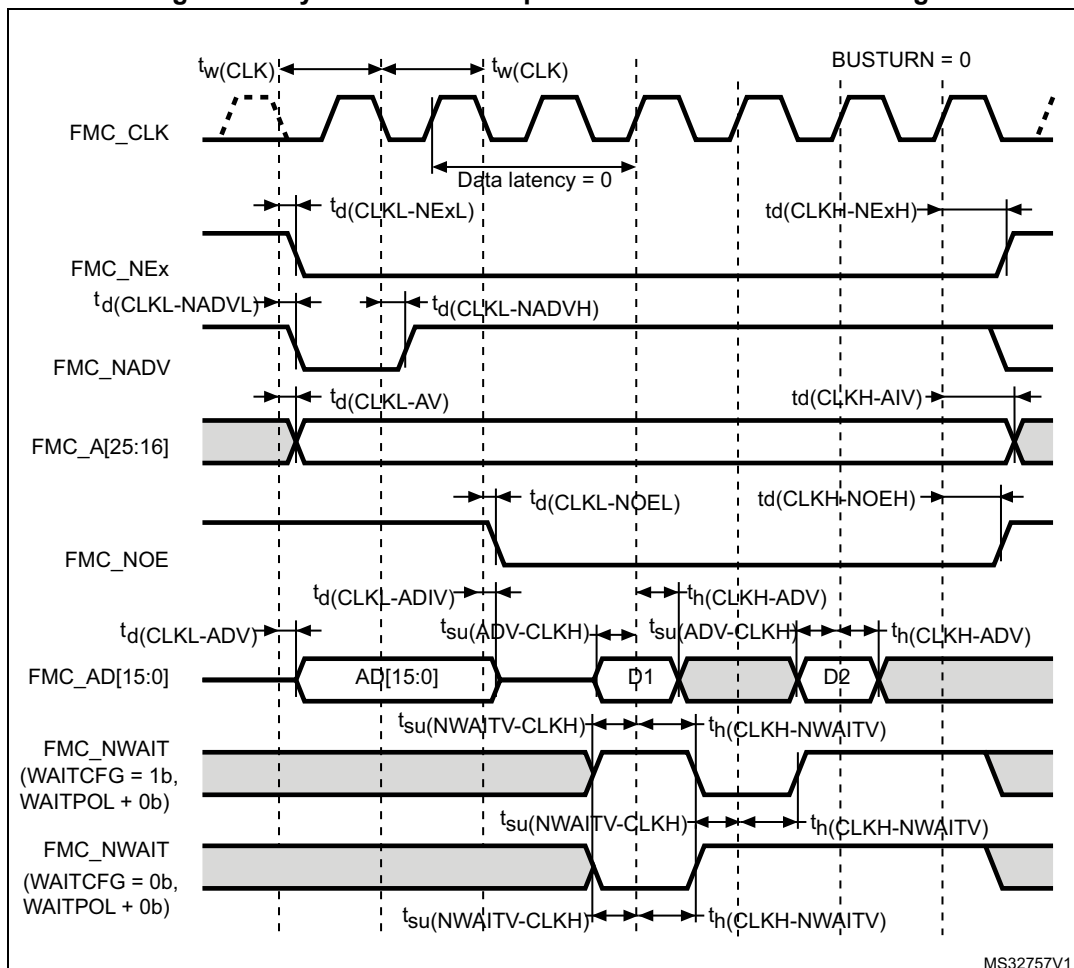 BUSTURN = 0
tw(CLK)
tw(CLK)
FMC_CLK
Data latency = 0
td(CLKL-NExL)
td(CLKH-NExH)
FMC_NEx
td(CLKL-NADVL)
td(CLKL-NADVH)
FMC_NADV
td(CLKL-AV)
td(CLKH-AIV)
FMC_A[25:16]
td(CLKL-NOEL)
td(CLKH-NOEH)
FMC_NOE
td(CLKL-ADIV)
th(CLKH-ADV)
td(CLKL-ADV)
tsu(ADV-CLKH)
tsu(ADV-CLKH)
th(CLKH-ADV)
FMC_AD[15:0]
AD[15:0]
D1
D2
tsu(NWAITV-CLKH)
th(CLKH-NWAITV)
FMC_NWAIT
(WAITCFG = 1b,
WAITPOL + 0b)
tsu(NWAITV-CLKH)
th(CLKH-NWAITV)
FMC_NWAIT
(WAITCFG = 0b,
WAITPOL + 0b)
tsu(NWAITV-CLKH)
th(CLKH-NWAITV)
MS32757V1